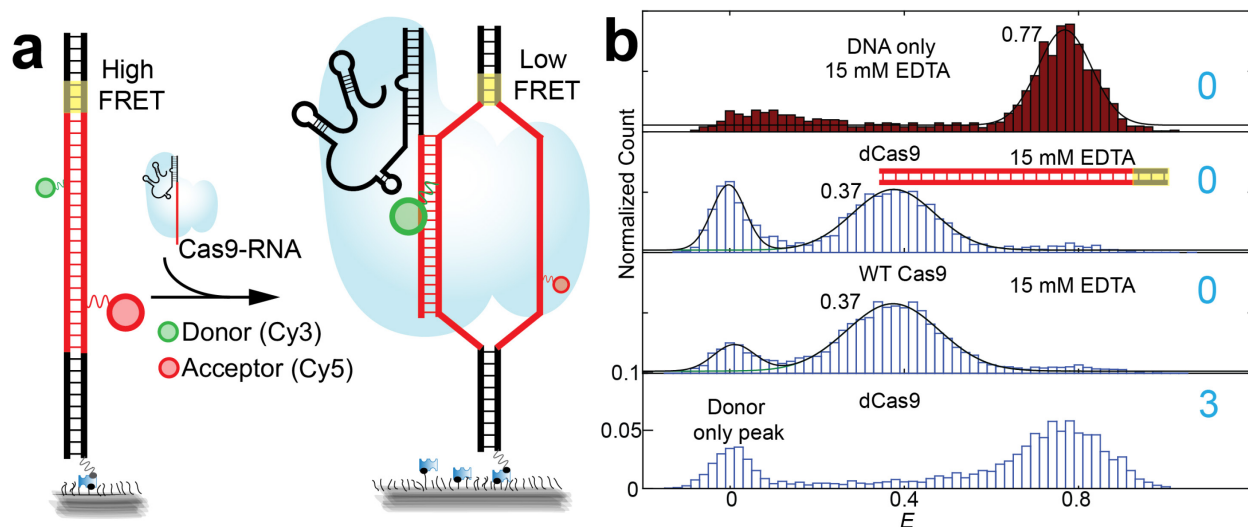 a
High
FRET
Cas9-RNA
Donor (Cy3)
Acceptor (Cy5)
Low
FRET
b
Normalized Count
DNA only
15 mM EDTA
0.77
0
dCas9
15 mM EDTA
0.37
0
WT Cas9
15 mM EDTA
0.37
0
0.1
dCas9
3
Donor
only peak
0.05
0
0
0.4
0.8
E